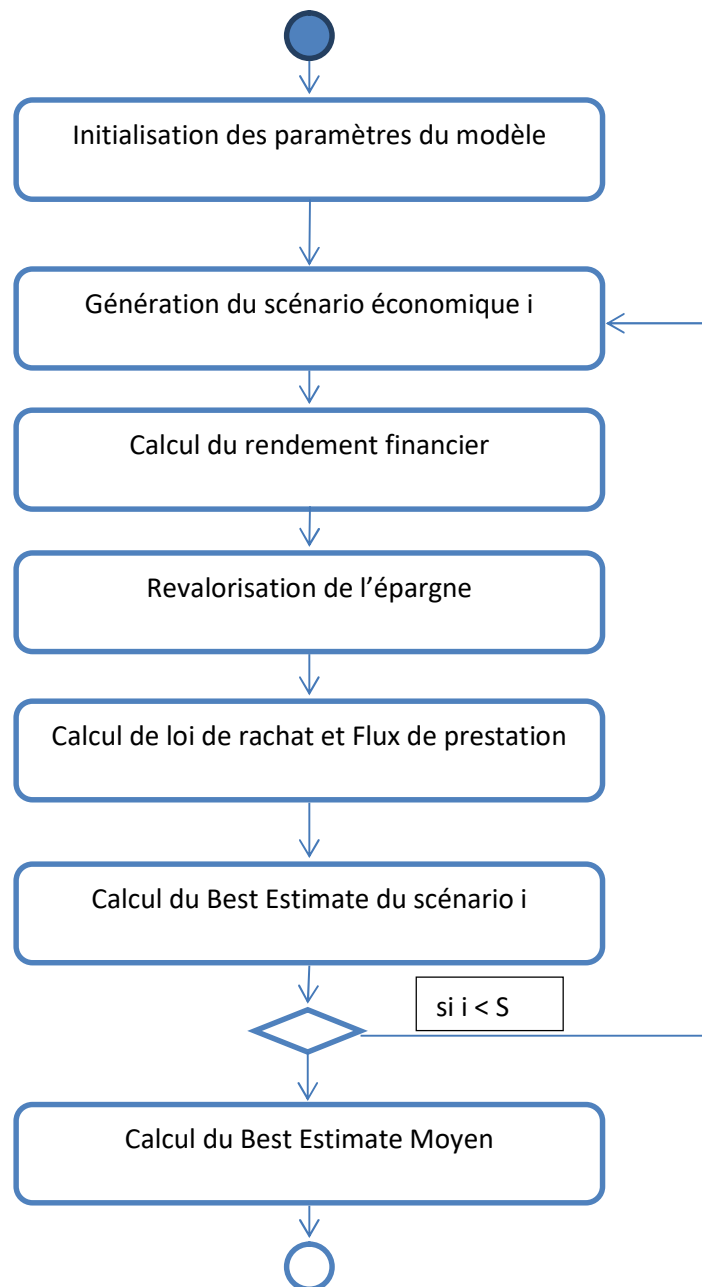 Initialisation des paramètres du modèle
Génération du scénario économique i
Calcul du rendement financier
Revalorisation de l’épargne
Calcul de loi de rachat et Flux de prestation
Calcul du Best Estimate du scénario i
si i < S
Calcul du Best Estimate Moyen